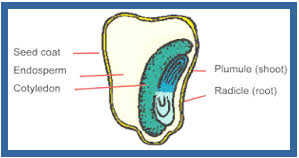 Seed coat
Endosperm
Cotyledon
Plumule (shoot)
Radicle (root)